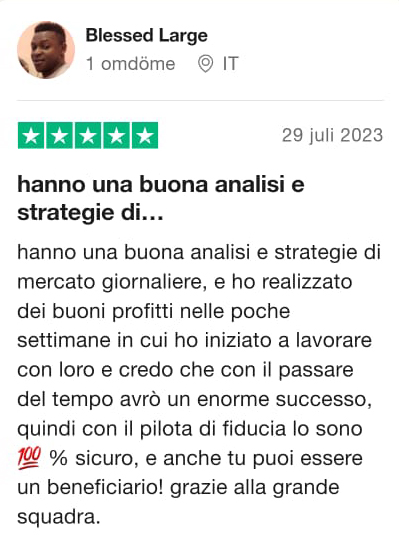 Blessed Large
1 omdöme IT
29 juli 2023
hanno una buona analisi e
strategie di...
hanno una buona analisi e strategie di
mercato giornaliere, e ho realizzato
dei buoni profitti nelle poche
settimane in cui ho iniziato a lavorare
con loro e credo che con il passare
del tempo avrò un enorme successo,
quindi con il pilota di fiducia lo sono
💯 % sicuro, e anche tu puoi essere
un beneficiario! grazie alla grande
squadra.